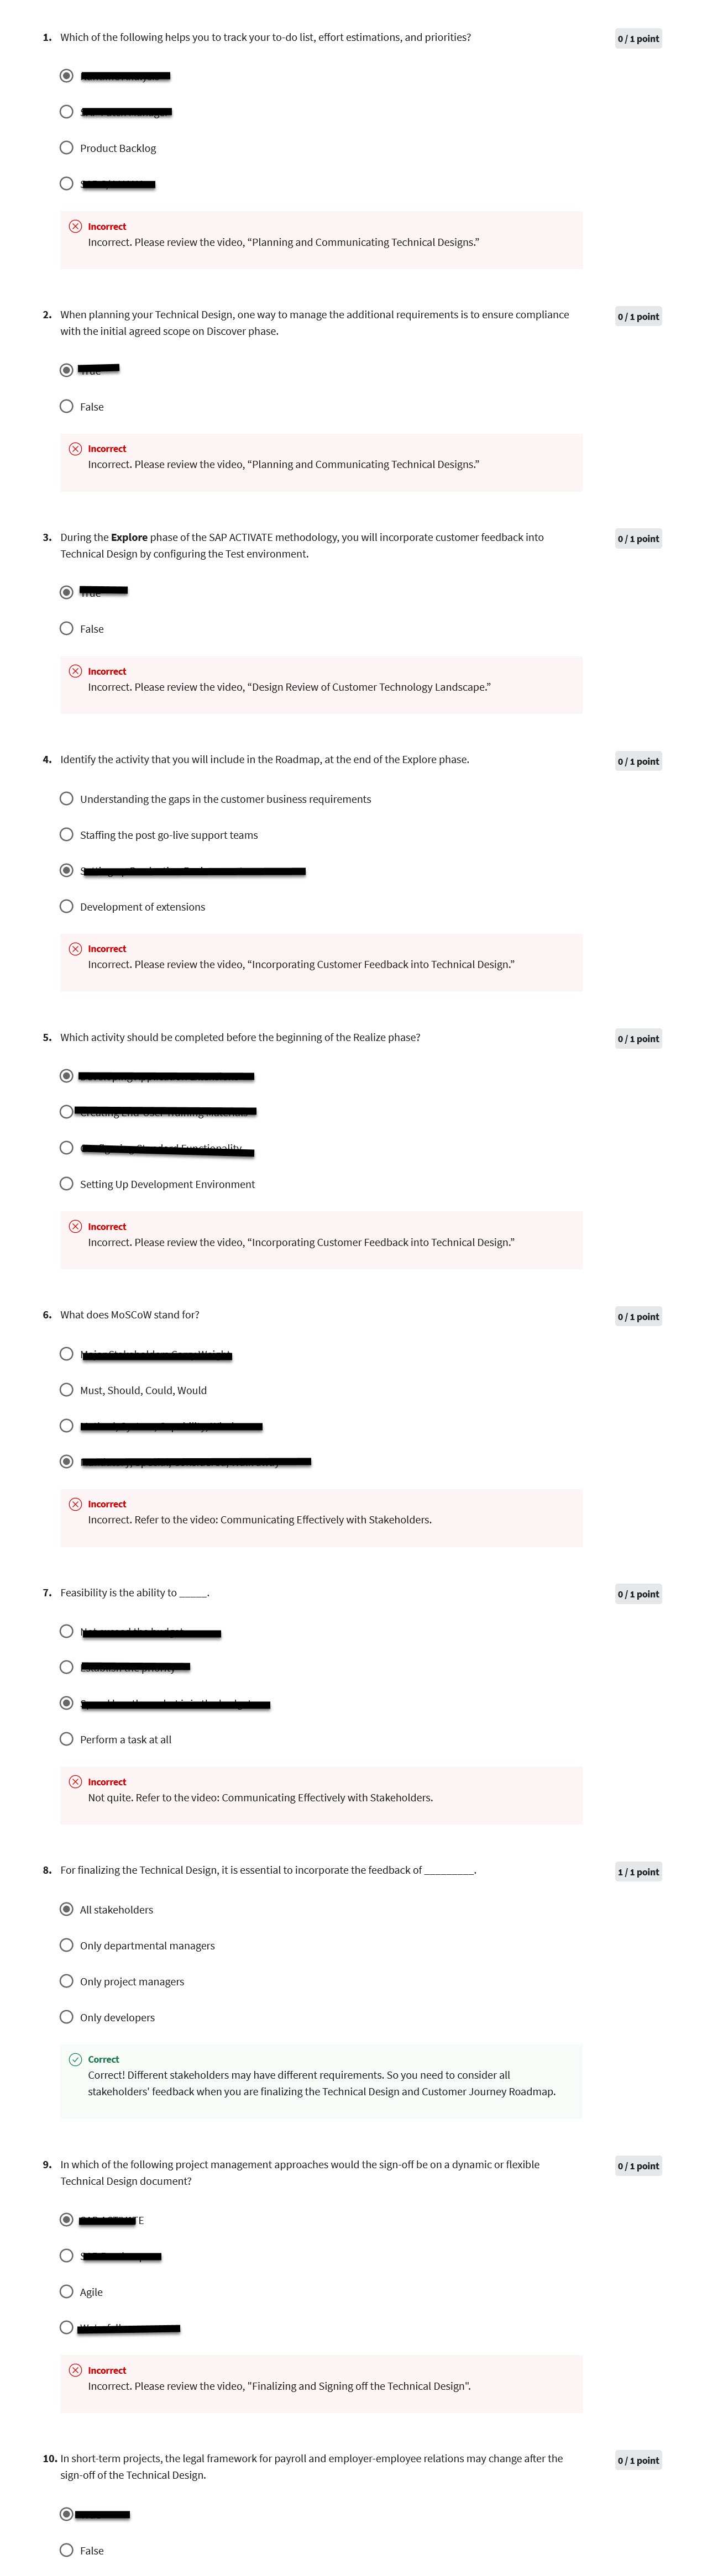 1. Which of the following helps you to track your to-do list, effort estimations, and priorities?
0 / 1 point
Product Backlog
Incorrect
Incorrect. Please review the video, “Planning and Communicating Technical Designs.”
2. When planning your Technical Design, one way to manage the additional requirements is to ensure compliance
with the initial agreed scope on Discover phase.
0 / 1 point
False
Incorrect
Incorrect. Please review the video, “Planning and Communicating Technical Designs.”
3. During the Explore phase of the SAP ACTIVATE methodology, you will incorporate customer feedback into
Technical Design by configuring the Test environment.
0 / 1 point
False
Incorrect
Incorrect. Please review the video, “Design Review of Customer Technology Landscape.”
4. Identify the activity that you will include in the Roadmap, at the end of the Explore phase.
0 / 1 point
Understanding the gaps in the customer business requirements
Staffing the post go-live support teams
Development of extensions
Incorrect
Incorrect. Please review the video, “Incorporating Customer Feedback into Technical Design.”
5. Which activity should be completed before the beginning of the Realize phase?
0 / 1 point
Setting Up Development Environment
Incorrect
Incorrect. Please review the video, “Incorporating Customer Feedback into Technical Design.”
6. What does MoSCoW stand for?
0 / 1 point
Must, Should, Could, Would
Incorrect
Incorrect. Refer to the video: Communicating Effectively with Stakeholders.
7. Feasibility is the ability to _____.
0 / 1 point
Perform a task at all
Incorrect
Not quite. Refer to the video: Communicating Effectively with Stakeholders.
8. For finalizing the Technical Design, it is essential to incorporate the feedback of _________.
1 / 1 point
All stakeholders
Only departmental managers
Only project managers
Only developers
Correct
Correct! Different stakeholders may have different requirements. So you need to consider all
stakeholders' feedback when you are finalizing the Technical Design and Customer Journey Roadmap.
9. In which of the following project management approaches would the sign-off be on a dynamic or flexible
Technical Design document?
0 / 1 point
Agile
Incorrect
Incorrect. Please review the video, "Finalizing and Signing off the Technical Design".
10. In short-term projects, the legal framework for payroll and employer-employee relations may change after the
sign-off of the Technical Design.
0 / 1 point
False